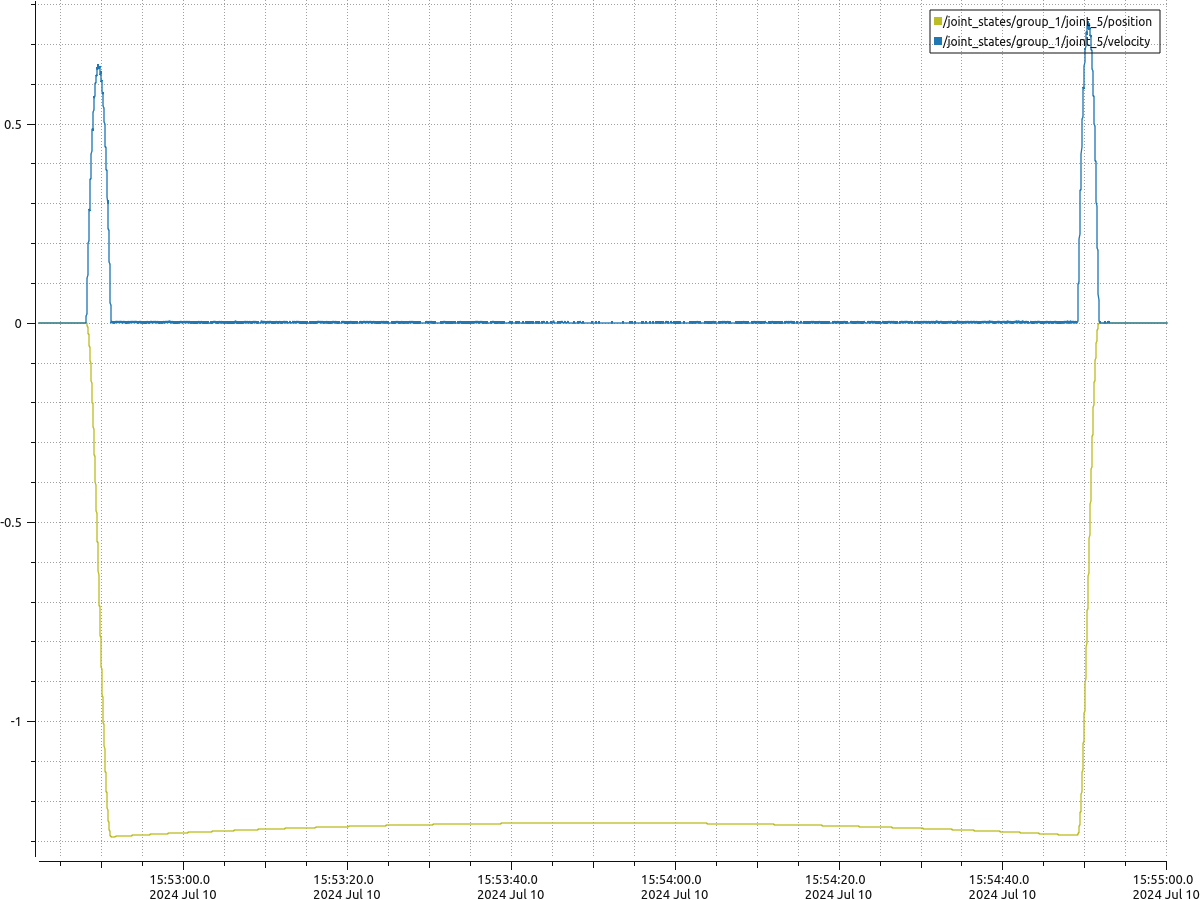 /joint_states/group_1/joint_5/position
/joint_states/group_1/joint_5/velocity
0.5
0
-0.5
-1
15:53:00.0
2024 Jul 10
15:53:20.0
2024 Jul 10
15:53:40.0
2024 Jul 10
15:54:00.0
2024 Jul 10
15:54:20.0
2024 Jul 10
15:54:40.0
2024 Jul 10
15:55:00.0
2024 Jul 10